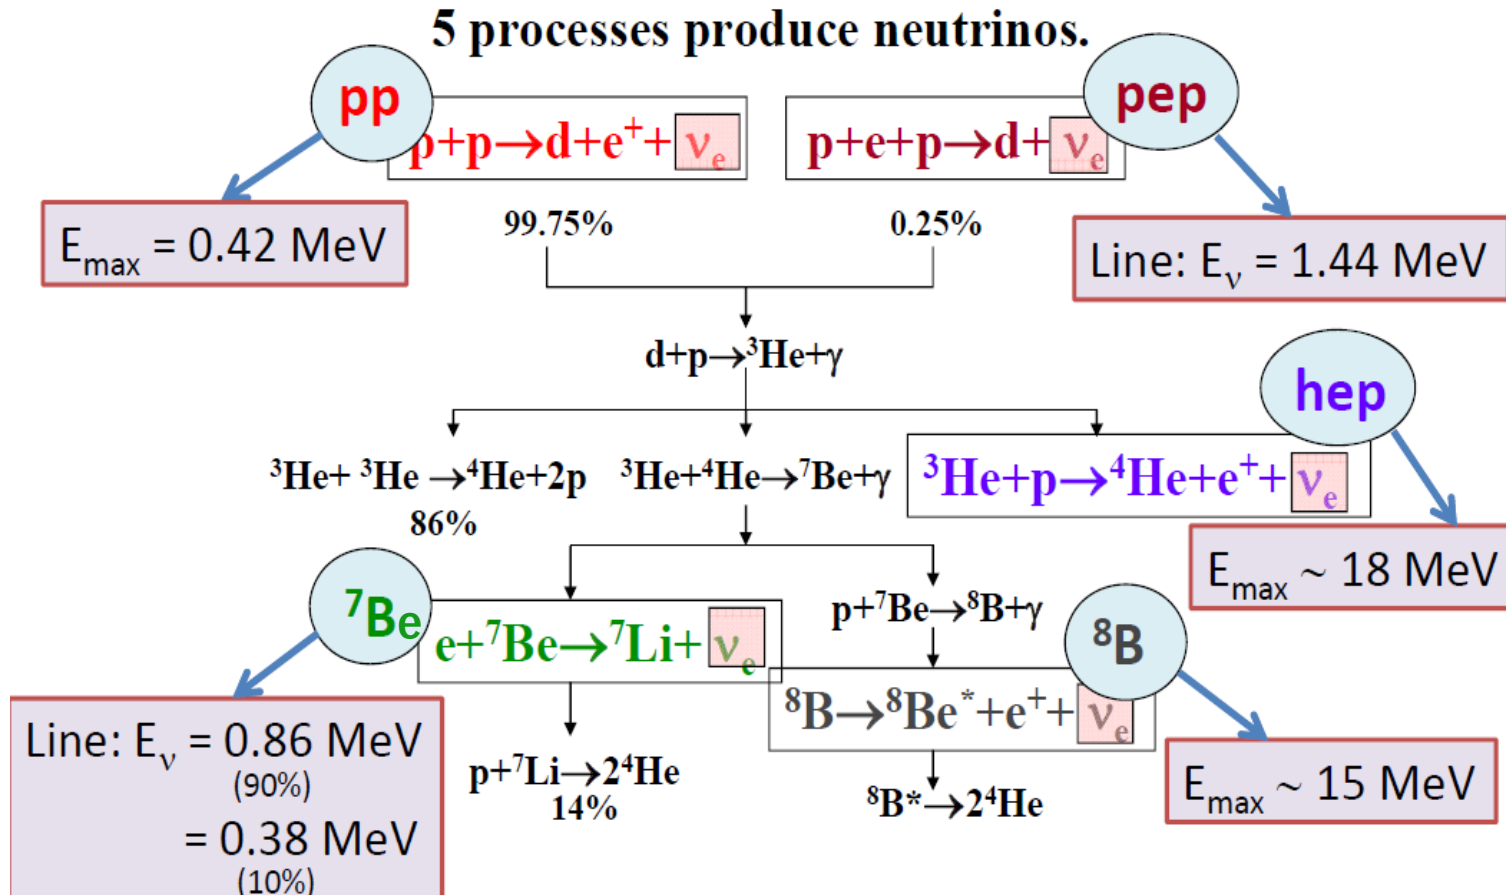 5 processes produce neutrinos.
pp
pep
p+p→d+e⁺+ νₑ
p+e+p→d+ νₑ
99.75%
0.25%
Eₘₐₓ = 0.42 MeV
Line: Eᵥ = 1.44 MeV
d+p→³He+γ
hep
³He+ ³He →⁴He+2p
86%
³He+⁴He→⁷Be+γ
³He+p→⁴He+e⁺+ νₑ
Eₘₐₓ ~ 18 MeV
⁷Be
e+⁷Be→⁷Li+ νₑ
p+⁷Be→⁸B+γ
⁸B
⁸B→⁸Be*+e⁺+ νₑ
Line: Eᵥ = 0.86 MeV
(90%)
= 0.38 MeV
(10%)
p+⁷Li→2⁴He
14%
⁸B*→2⁴He
Eₘₐₓ ~ 15 MeV